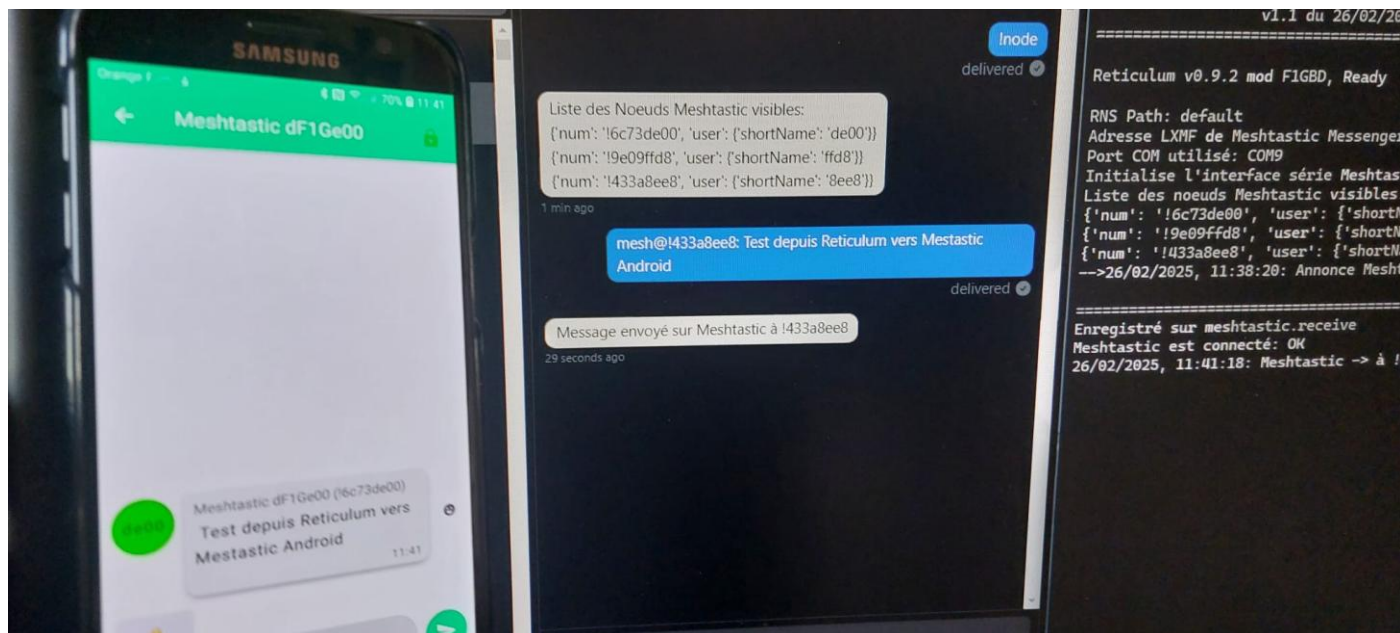 SAMSUNG
Orange F
70% 11 41
Meshtastic dF1Ge00
de00
Meshtastic dF1Ge00 (!6c73de00)
Test depuis Reticulum vers
Mestastic Android
11:41
!node
delivered
Liste des Noeuds Meshtastic visibles:
{'num': '!6c73de00', 'user': {'shortName': 'de00'}}
{'num': '!9e09ffd8', 'user': {'shortName': 'ffd8'}}
{'num': '!433a8ee8', 'user': {'shortName': '8ee8'}}
1 min ago
mesh@!433a8ee8: Test depuis Reticulum vers Mestastic
Android
delivered
Message envoyé sur Meshtastic à !433a8ee8
29 seconds ago
v1.1 du 26/02/20
==================================
Reticulum v0.9.2 mod F1GBD, Ready
RNS Path: default
Adresse LXMF de Meshtastic Messenger
Port COM utilisé: COM9
Initialise l'interface série Meshtas
Liste des noeuds Meshtastic visibles
{'num': '!6c73de00', 'user': {'shortN
{'num': '!9e09ffd8', 'user': {'shortN
{'num': '!433a8ee8', 'user': {'shortN
-->26/02/2025, 11:38:20: Annonce Mesht
==================================
Enregistré sur meshtastic.receive
Meshtastic est connecté: OK
26/02/2025, 11:41:18: Meshtastic -> à !